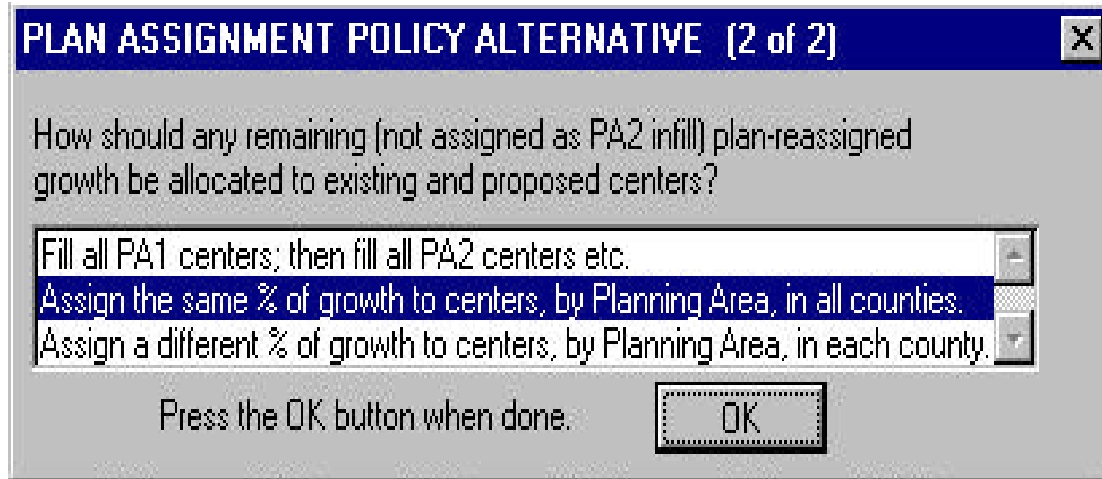 PLAN ASSIGNMENT POLICY ALTERNATIVE (2 of 2)
How should any remaining (not assigned as PA2 infill) plan-reassigned
growth be allocated to existing and proposed centers?
Fill all PA1 centers; then fill all PA2 centers etc.
Assign the same % of growth to centers, by Planning Area, in all counties.
Assign a different % of growth to centers, by Planning Area, in each county.
Press the OK button when done.
OK